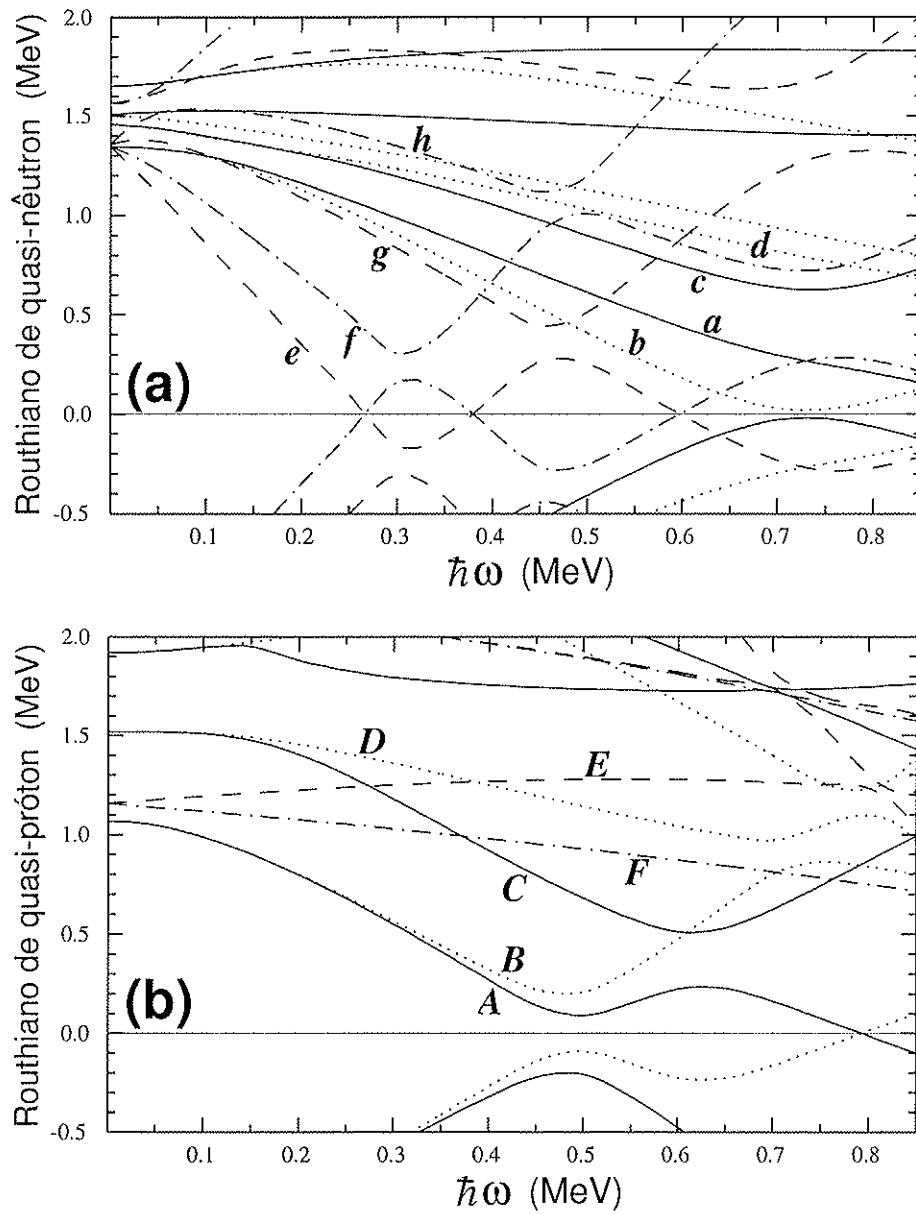 Routhiano de quasi-nêutron (MeV)
2.0
1.5
1.0
0.5
0.0
-0.5
h
g
d
c
a
e
f
b
(a)
0.1 0.2 0.3 0.4 0.5 0.6 0.7 0.8
ℏω (MeV)
Routhiano de quasi-próton (MeV)
2.0
1.5
1.0
0.5
0.0
-0.5
D
E
C
F
B
A
(b)
0.1 0.2 0.3 0.4 0.5 0.6 0.7 0.8
ℏω (MeV)